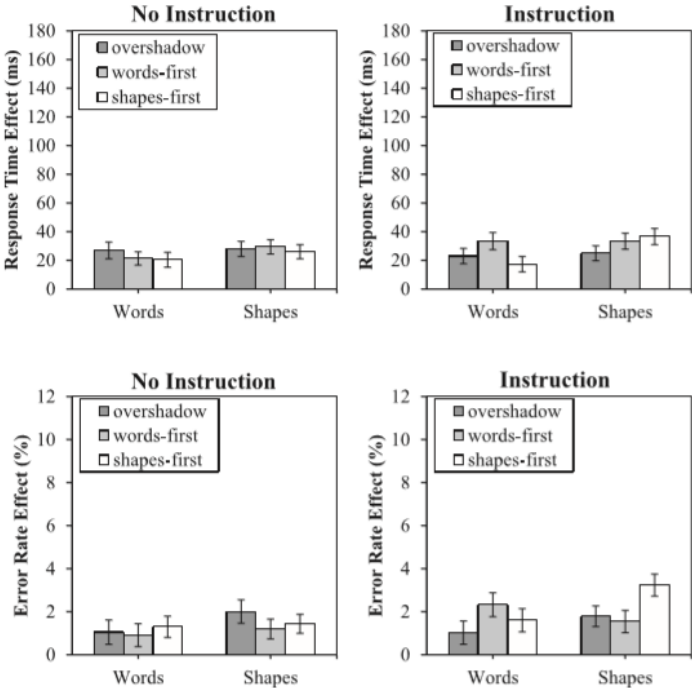 No Instruction
180
160
140
120
100
80
60
40
20
0
Response Time Effect (ms)
overshadow
words-first
shapes-first
Words Shapes
Instruction
180
160
140
120
100
80
60
40
20
0
Response Time Effect (ms)
overshadow
words-first
shapes-first
Words Shapes
No Instruction
12
10
8
6
4
2
0
Error Rate Effect (%)
overshadow
words-first
shapes-first
Words Shapes
Instruction
12
10
8
6
4
2
0
Error Rate Effect (%)
overshadow
words-first
shapes-first
Words Shapes